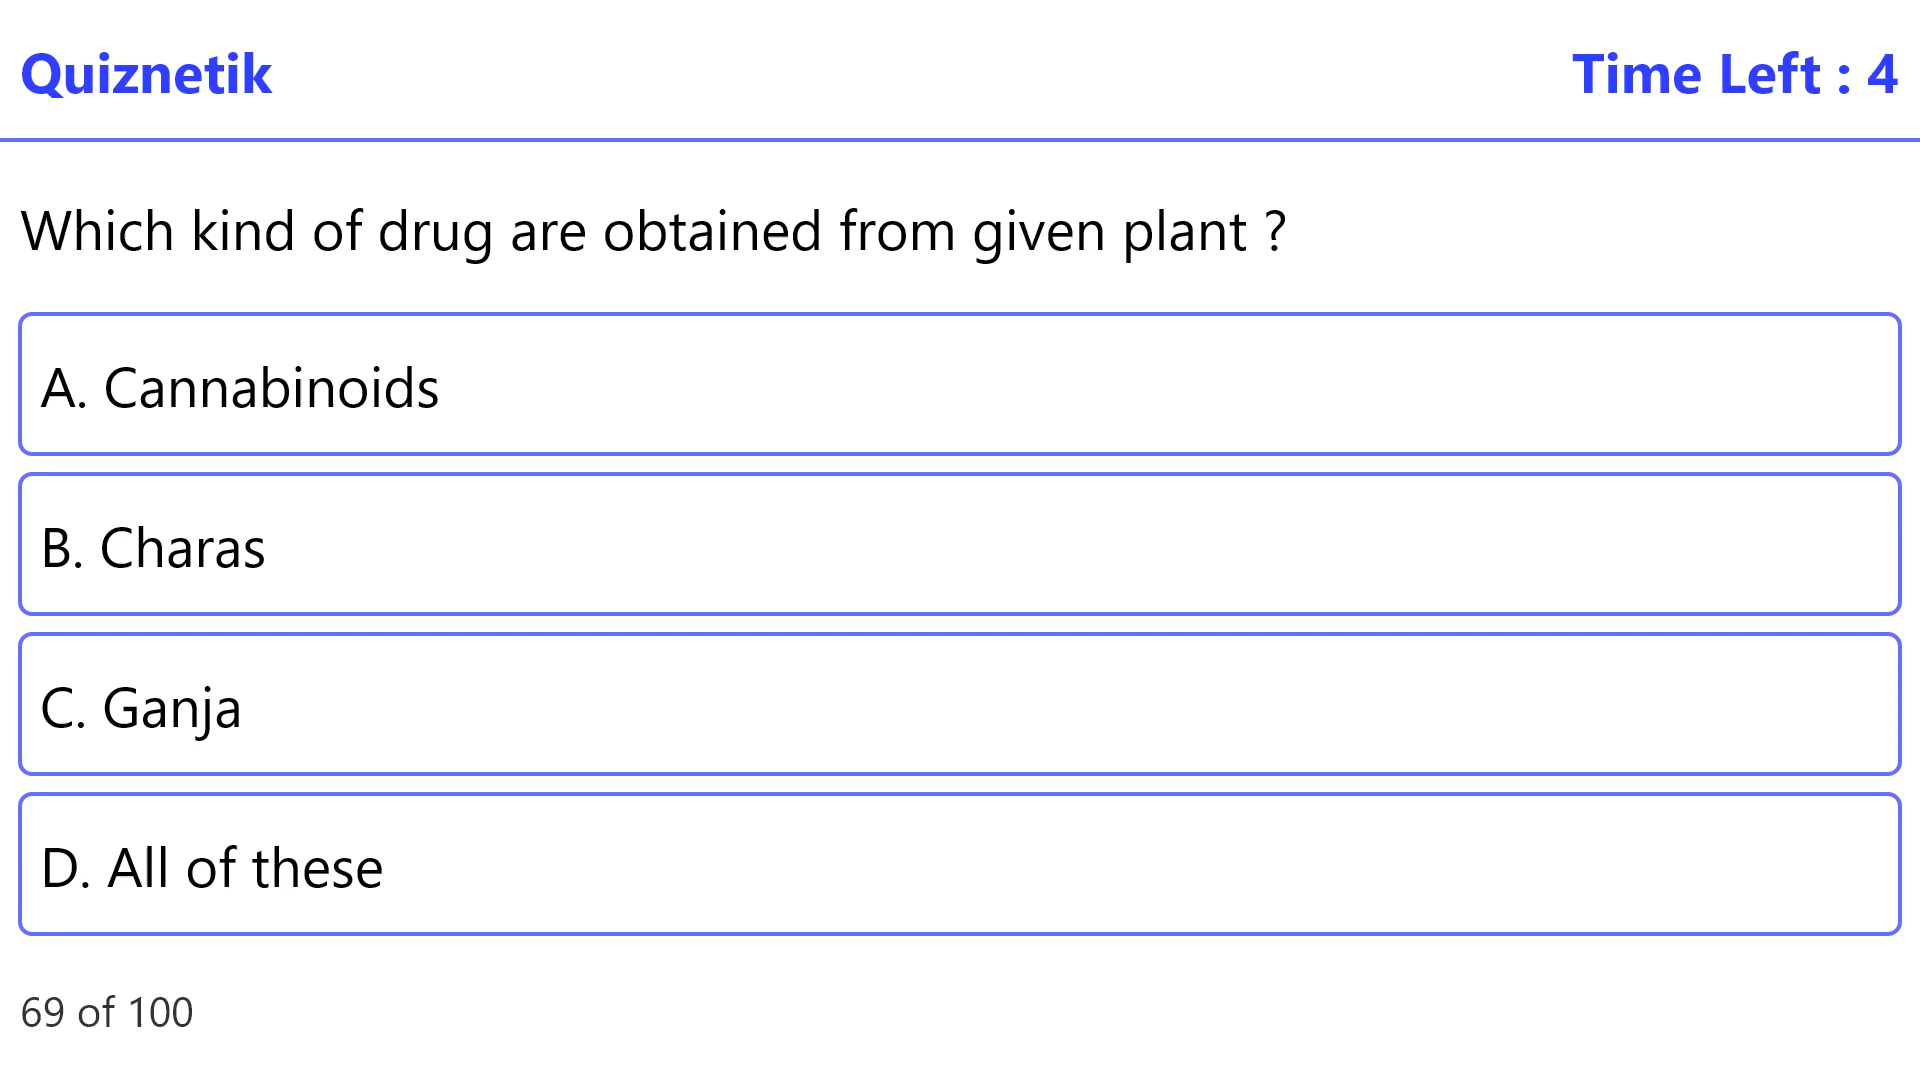 Quiznetik
Time Left : 4
Which kind of drug are obtained from given plant ?
A. Cannabinoids
B. Charas
C. Ganja
D. All of these
69 of 100